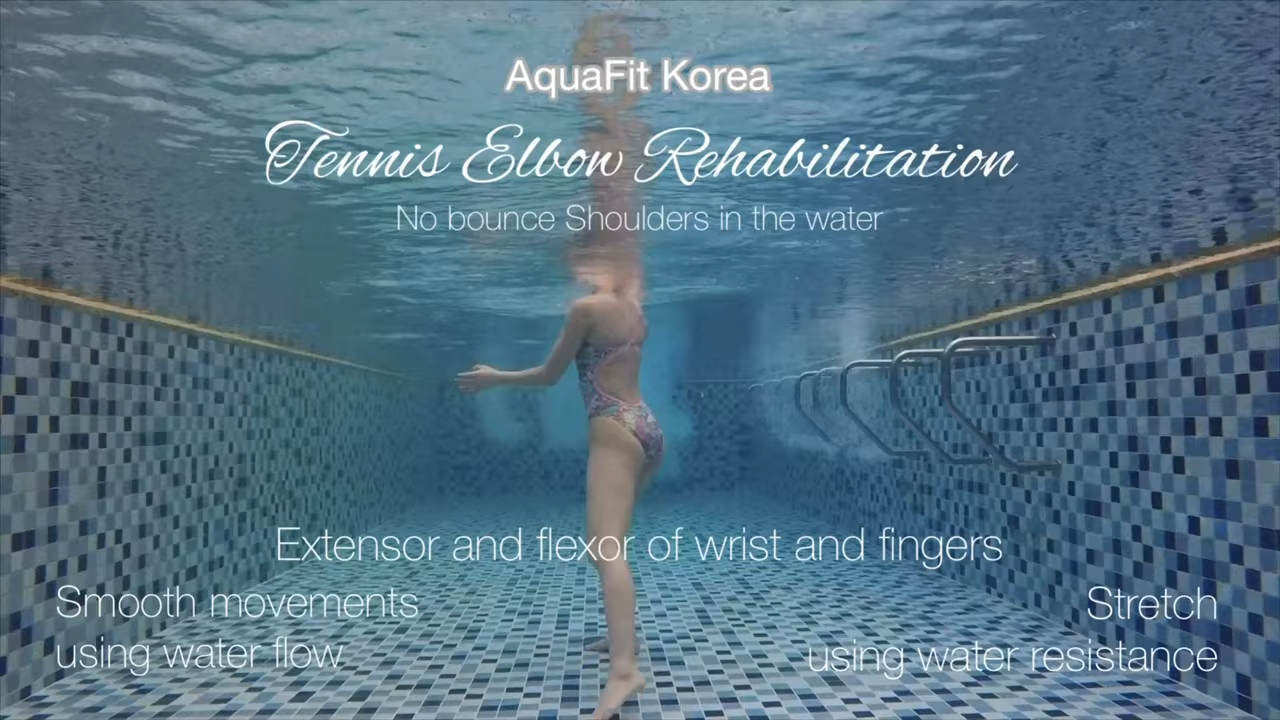 AquaFit Korea
Tennis Elbow Rehabilitation
No bounce Shoulders in the water
Extensor and flexor of wrist and fingers
Smooth movements
using water flow
Stretch
using water resistance